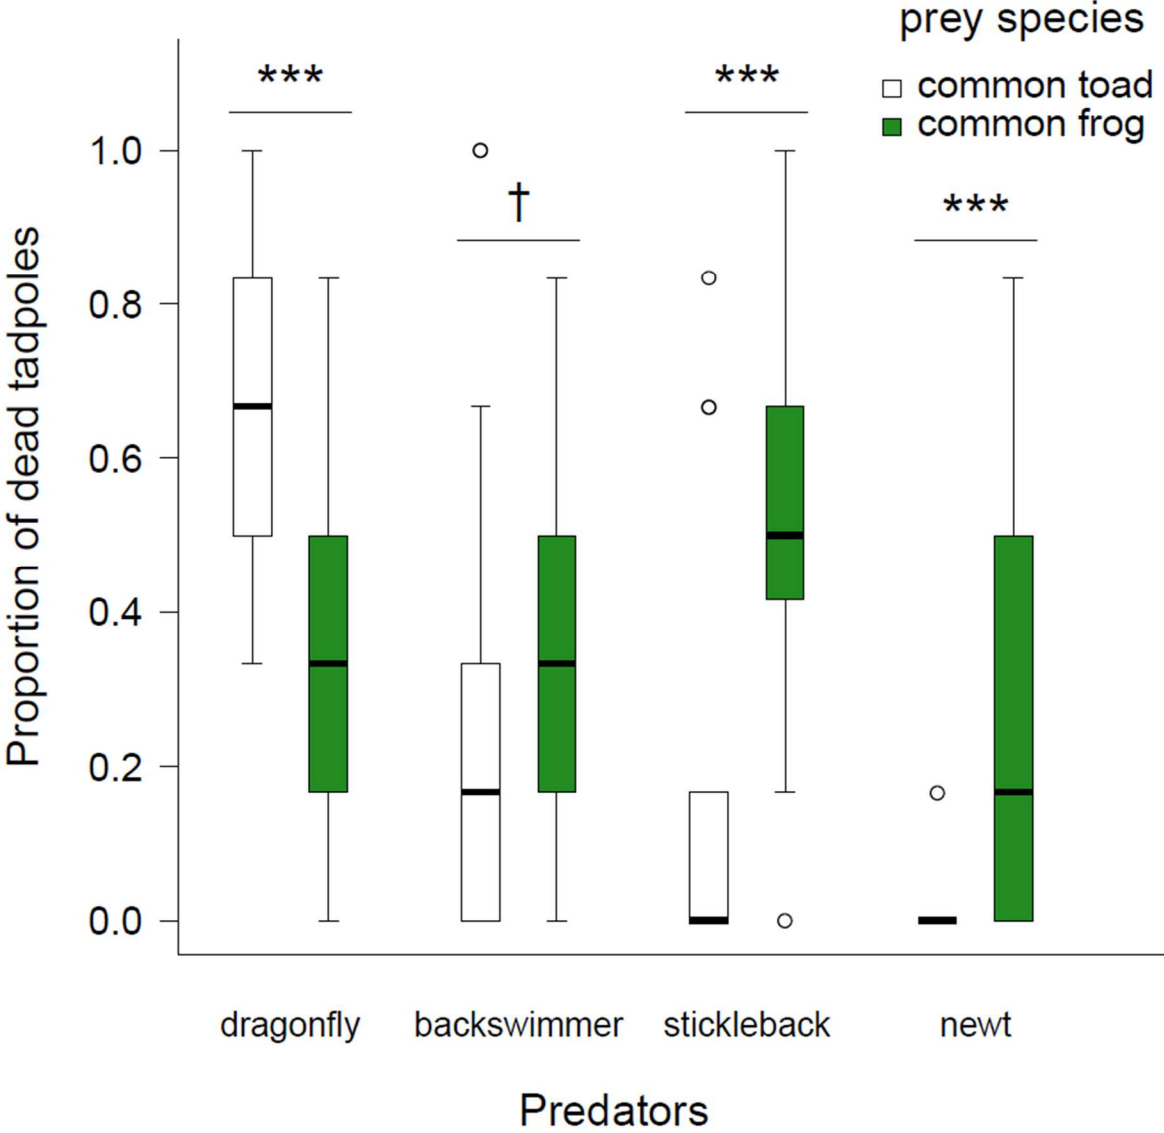 prey species
common toad
common frog
***
***
***
†
1.0
0.8
0.6
0.4
0.2
0.0
Proportion of dead tadpoles
dragonfly backswimmer stickleback newt
Predators